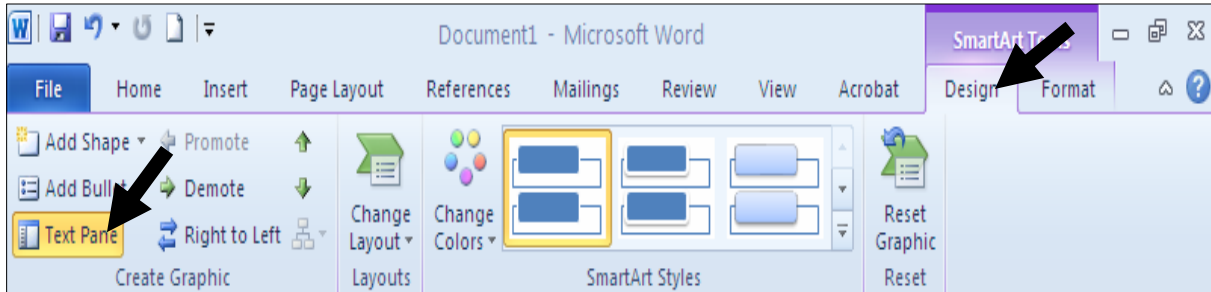 W Document1 - Microsoft Word SmartArt Tools
File Home Insert Page Layout References Mailings Review View Acrobat Design Format ?
Add Shape Promote
Add Bullet Demote
Text Pane Right to Left
Change Layout
Change Colors
Reset Graphic
Create Graphic Layouts SmartArt Styles Reset